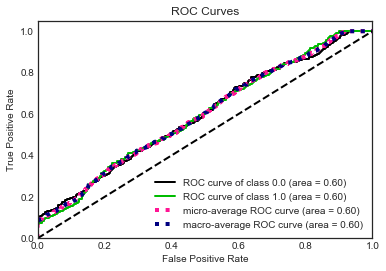 ROC Curves
1.0
0.8
0.6
0.4
0.2
0.0
True Positive Rate
ROC curve of class 0.0 (area = 0.60)
ROC curve of class 1.0 (area = 0.60)
micro-average ROC curve (area = 0.60)
macro-average ROC curve (area = 0.60)
0.0 0.2 0.4 0.6 0.8 1.0
False Positive Rate